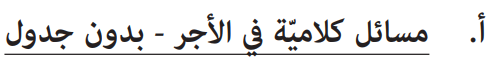 أ. مسائل كلاميّة في الأجر - بدون جدول